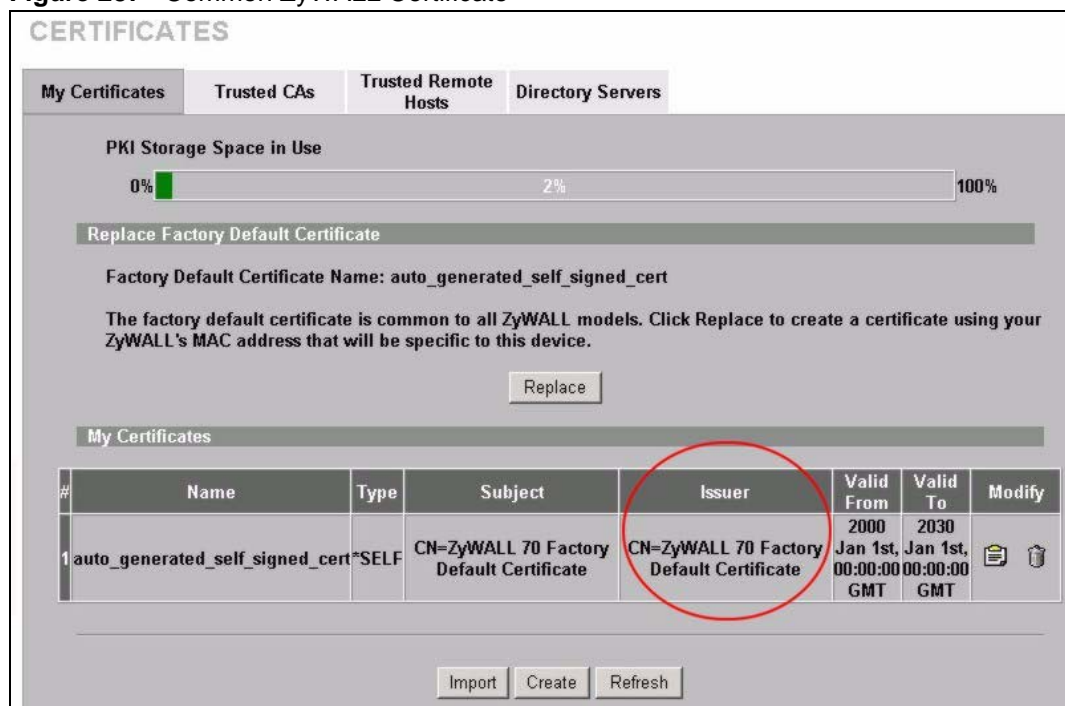 CERTIFICATES
My Certificates
Trusted CAs
Trusted Remote
Hosts
Directory Servers
PKI Storage Space in Use
0%
2%
100%
Replace Factory Default Certificate
Factory Default Certificate Name: auto_generated_self_signed_cert
The factory default certificate is common to all ZyWALL models. Click Replace to create a certificate using your
ZyWALL's MAC address that will be specific to this device.
Replace
My Certificates
# Name Type Subject Issuer Valid From Valid To Modify
1 auto_generated_self_signed_cert *SELF CN=ZyWALL 70 Factory Default Certificate CN=ZyWALL 70 Factory Default Certificate 2000 Jan 1st, 00:00:00 GMT 2030 Jan 1st, 00:00:00 GMT
Import Create Refresh